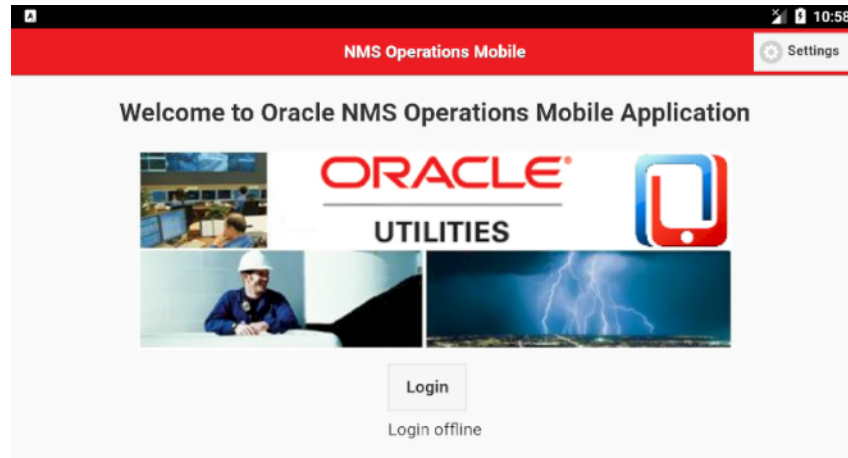 A
10:58
NMS Operations Mobile
Settings
Welcome to Oracle NMS Operations Mobile Application
ORACLE®
UTILITIES
Login
Login offline